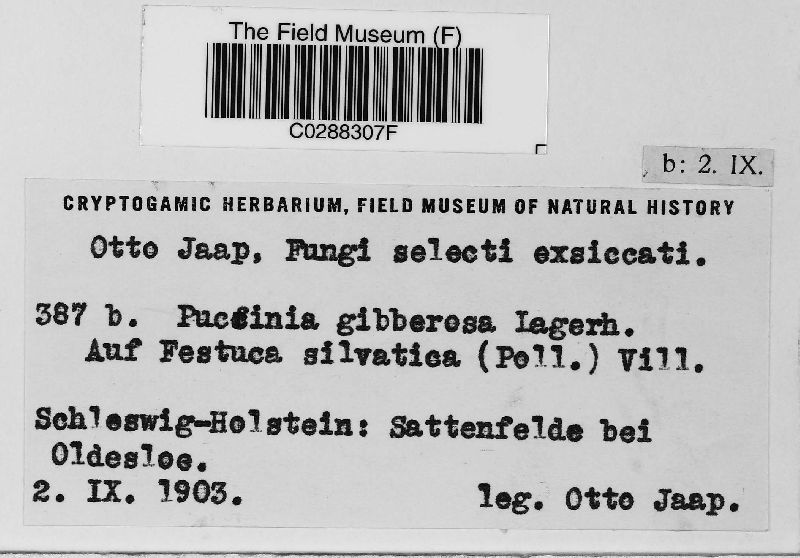 The Field Museum (F)
C0288307F
b: 2. IX.
CRYPTOGAMIC HERBARIUM, FIELD MUSEUM OF NATURAL HISTORY
Otto Jaap, Fungi selecti exsiccati.
387 b. Puccinia gibberosa Lagerh.
Auf Festuca silvatica (Poll.) Vill.
Schleswig-Holstein: Sattenfelde bei
Oldesloe.
2. IX. 1903. leg. Otto Jaap.